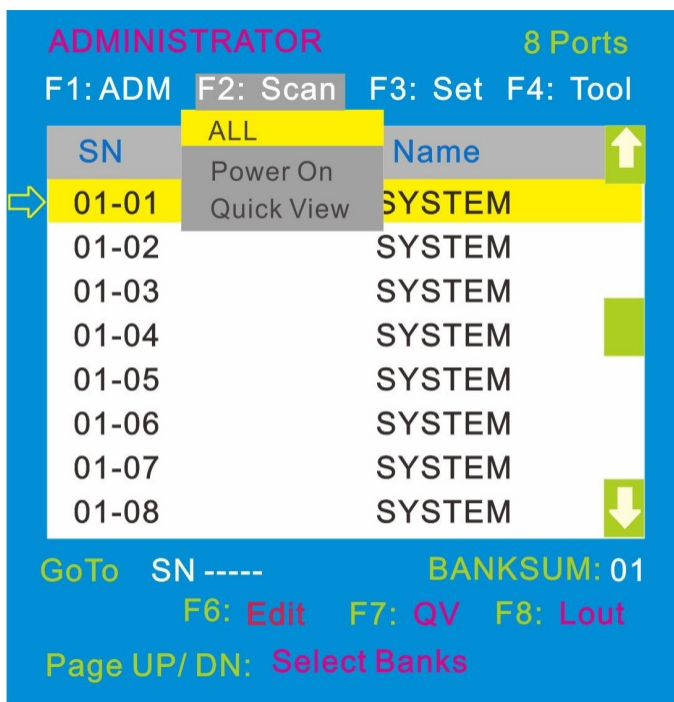 ADMINISTRATOR 8 Ports
F1: ADM F2: Scan F3: Set F4: Tool
ALL
Power On
Quick View
SN Name
01-01 SYSTEM
01-02 SYSTEM
01-03 SYSTEM
01-04 SYSTEM
01-05 SYSTEM
01-06 SYSTEM
01-07 SYSTEM
01-08 SYSTEM
GoTo SN ----- BANKSUM: 01
F6: Edit F7: QV F8: Lout
Page UP/ DN: Select Banks